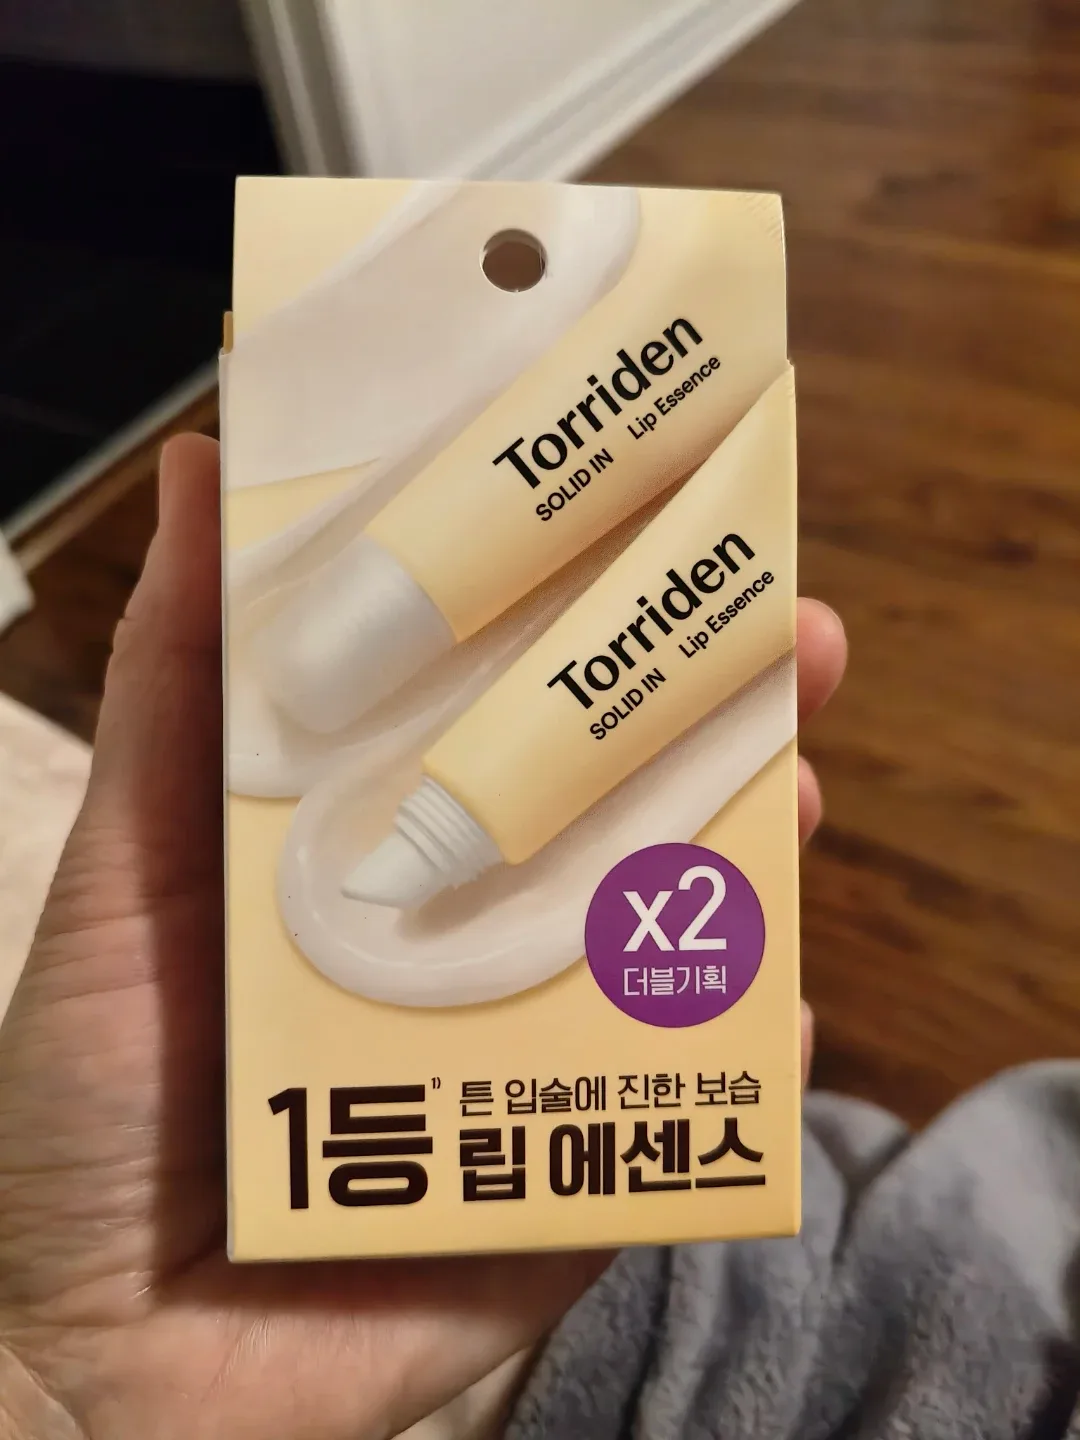 Torriden
SOLID IN Lip Essence
Torriden
SOLID IN Lip Essence
x2
더블기획
1등 1) 튼 입술에 진한 보습
립 에센스